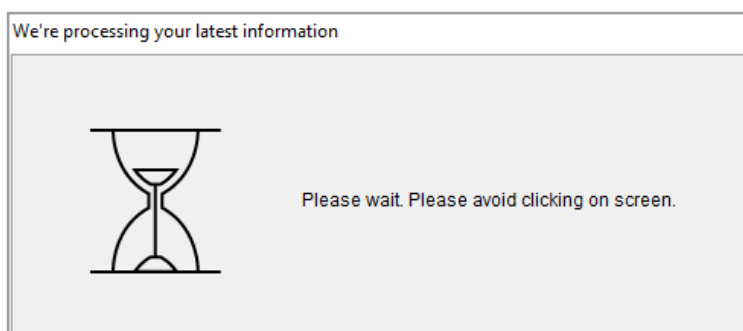 We're processing your latest information
Please wait. Please avoid clicking on screen.